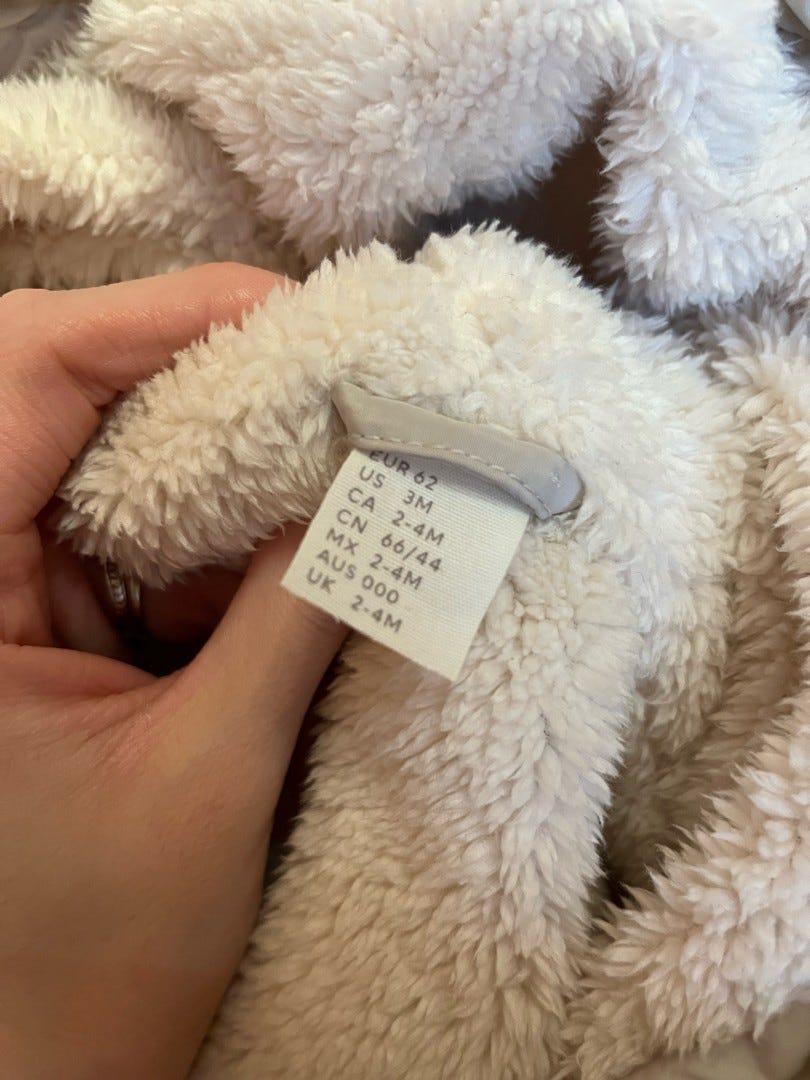 EUR 62
US 3M
CA 2-4M
CN 66/44
MX 2-4M
AUS 000
UK 2-4M